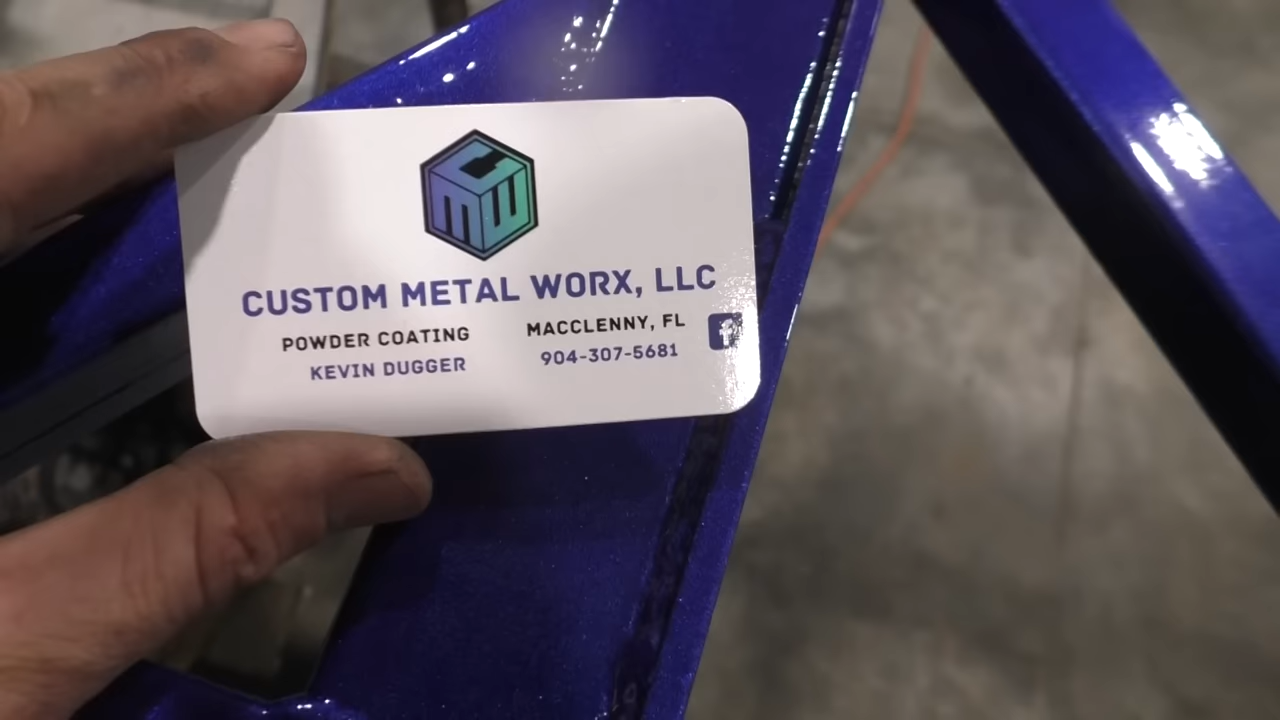 CMW
CUSTOM METAL WORX, LLC
POWDER COATING
KEVIN DUGGER
MACCLENNY, FL
904-307-5681
f